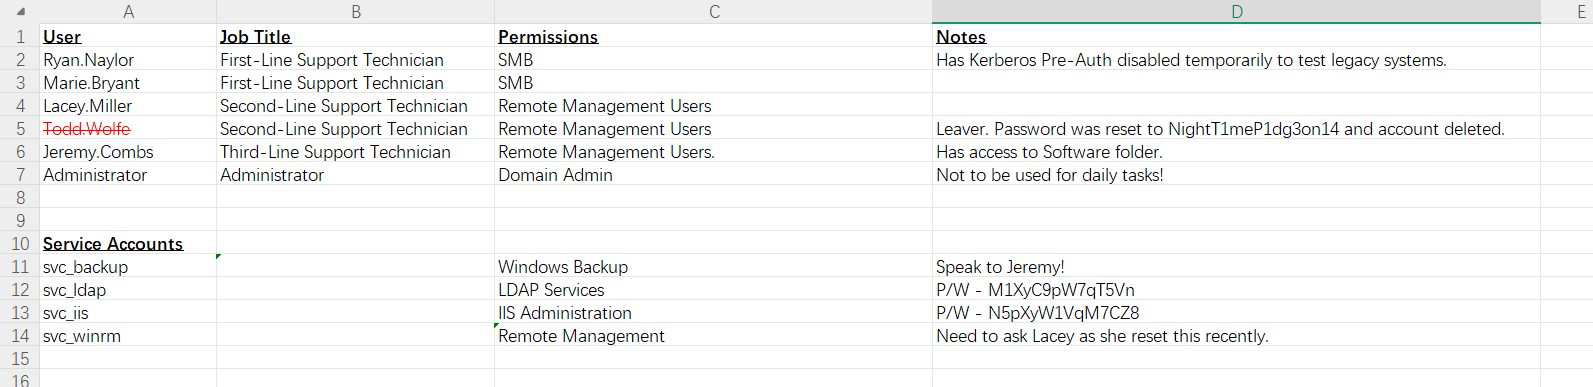 A B C D E
1 User Job Title Permissions Notes
2 Ryan.Naylor First-Line Support Technician SMB Has Kerberos Pre-Auth disabled temporarily to test legacy systems.
3 Marie.Bryant First-Line Support Technician SMB
4 Lacey.Miller Second-Line Support Technician Remote Management Users
5 Todd.Wolfe Second-Line Support Technician Remote Management Users Leaver. Password was reset to NightT1meP1dg3on14 and account deleted.
6 Jeremy.Combs Third-Line Support Technician Remote Management Users. Has access to Software folder.
7 Administrator Administrator Domain Admin Not to be used for daily tasks!
8
9
10 Service Accounts
11 svc_backup Windows Backup Speak to Jeremy!
12 svc_ldap LDAP Services P/W - M1XyC9pW7qT5Vn
13 svc_iis IIS Administration P/W - N5pXyW1VqM7CZ8
14 svc_winrm Remote Management Need to ask Lacey as she reset this recently.
15
16